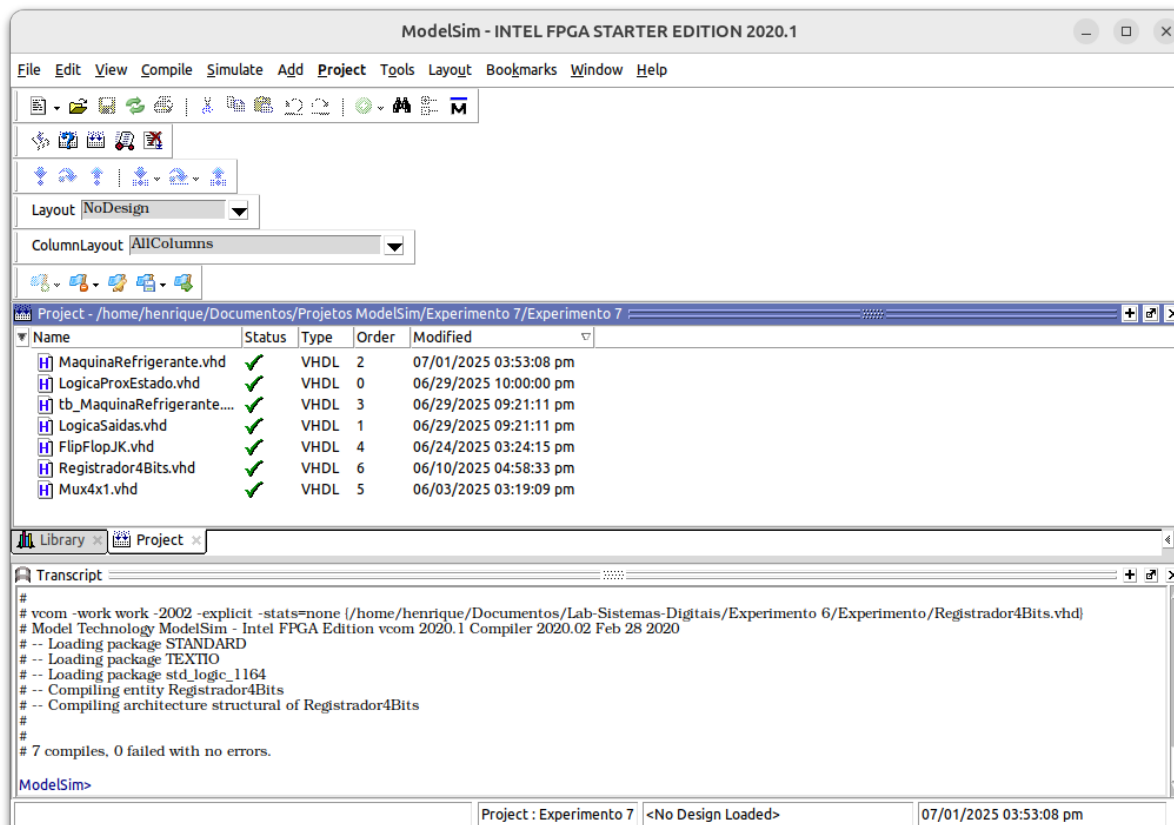 ModelSim - INTEL FPGA STARTER EDITION 2020.1
File Edit View Compile Simulate Add Project Tools Layout Bookmarks Window Help
Layout NoDesign
ColumnLayout AllColumns
Project - /home/henrique/Documentos/Projetos ModelSim/Experimento 7/Experimento 7
Name Status Type Order Modified
MaquinaRefrigerante.vhd VHDL 2 07/01/2025 03:53:08 pm
LogicaProxEstado.vhd VHDL 0 06/29/2025 10:00:00 pm
tb_MaquinaRefrigerante.... VHDL 3 06/29/2025 09:21:11 pm
LogicaSaidas.vhd VHDL 1 06/29/2025 09:21:11 pm
FlipFlopJK.vhd VHDL 4 06/24/2025 03:24:15 pm
Registrador4Bits.vhd VHDL 6 06/10/2025 04:58:33 pm
Mux4x1.vhd VHDL 5 06/03/2025 03:19:09 pm
Library Project
Transcript
#
# vcom -work work -2002 -explicit -stats=none {/home/henrique/Documentos/Lab-Sistemas-Digitais/Experimento 6/Experimento/Registrador4Bits.vhd}
# Model Technology ModelSim - Intel FPGA Edition vcom 2020.1 Compiler 2020.02 Feb 28 2020
# -- Loading package STANDARD
# -- Loading package TEXTIO
# -- Loading package std_logic_1164
# -- Compiling entity Registrador4Bits
# -- Compiling architecture structural of Registrador4Bits
#
#
# 7 compiles, 0 failed with no errors.
ModelSim>
Project : Experimento 7 <No Design Loaded> 07/01/2025 03:53:08 pm